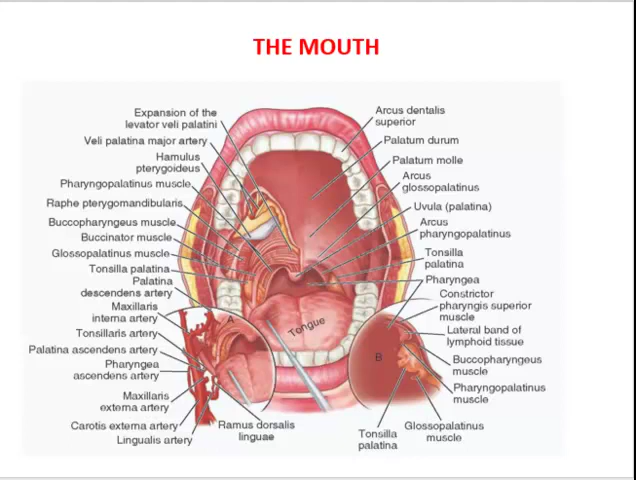 THE MOUTH
Expansion of the
levator veli palatini
Veli palatina major artery
Hamulus
pterygoideus
Pharyngopalatinus muscle
Raphe pterygomandibularis
Buccopharyngeus muscle
Buccinator muscle
Glossopalatinus muscle
Tonsilla palatina
Palatina
descendens artery
Maxillaris
interna artery
Tonsillaris artery
Palatina ascendens artery
Pharyngea
ascendens artery
Maxillaris
externa artery
Carotis externa artery
Lingualis artery
Ramus dorsalis
linguae
A
Tongue
B
Arcus dentalis
superior
Palatum durum
Palatum molle
Arcus
glossopalatinus
Uvula (palatina)
Arcus
pharyngopalatinus
Tonsilla
palatina
Pharyngea
Constrictor
pharyngis superior
muscle
Lateral band of
lymphoid tissue
Buccopharyngeus
muscle
Pharyngopalatinus
muscle
Glossopalatinus
muscle
Tonsilla
palatina